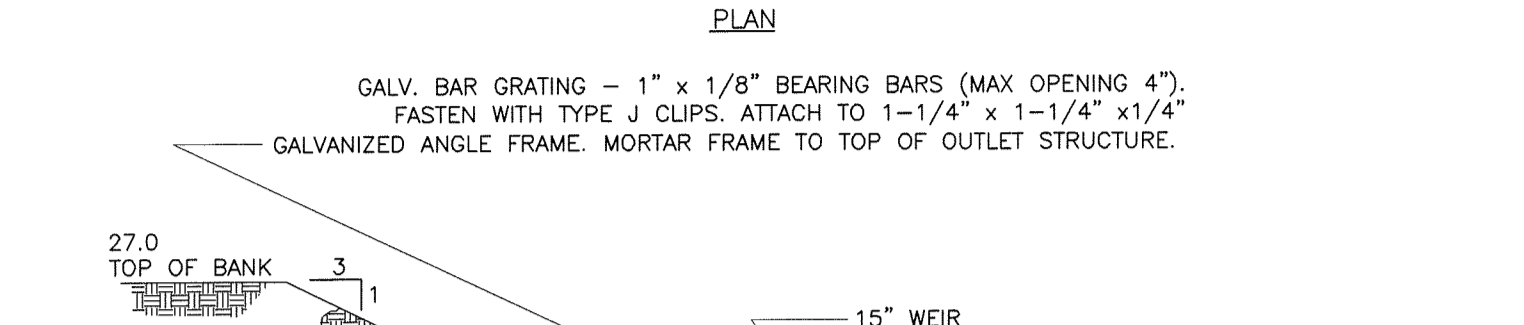 PLAN
GALV. BAR GRATING – 1" x 1/8" BEARING BARS (MAX OPENING 4").
FASTEN WITH TYPE J CLIPS. ATTACH TO 1–1/4" x 1–1/4" x1/4"
GALVANIZED ANGLE FRAME. MORTAR FRAME TO TOP OF OUTLET STRUCTURE.
27.0
TOP OF BANK
3
1
15" WEIR